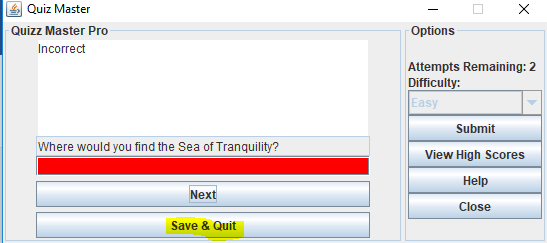 Quiz Master
Quizz Master Pro
Incorrect
Where would you find the Sea of Tranquility?
Next
Save & Quit
Options
Attempts Remaining: 2
Difficulty:
Easy
Submit
View High Scores
Help
Close